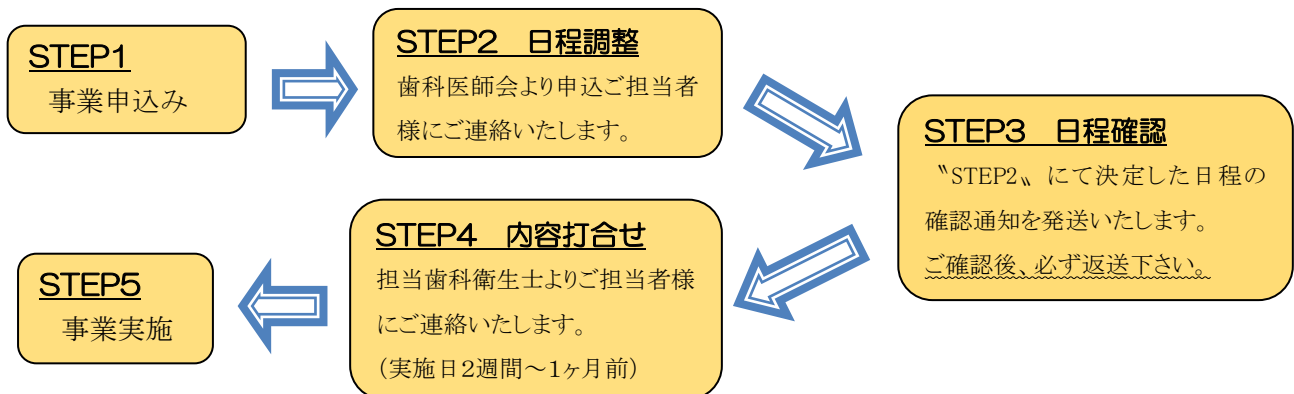 STEP1
事業申込み
STEP2 日程調整
歯科医師会より申込ご担当者
様にご連絡いたします。
STEP3 日程確認
〝STEP2〟にて決定した日程の
確認通知を発送いたします。
ご確認後、必ず返送下さい。
STEP4 内容打合せ
担当歯科衛生士よりご担当者様
にご連絡いたします。
(実施日2週間～1ヶ月前)
STEP5
事業実施